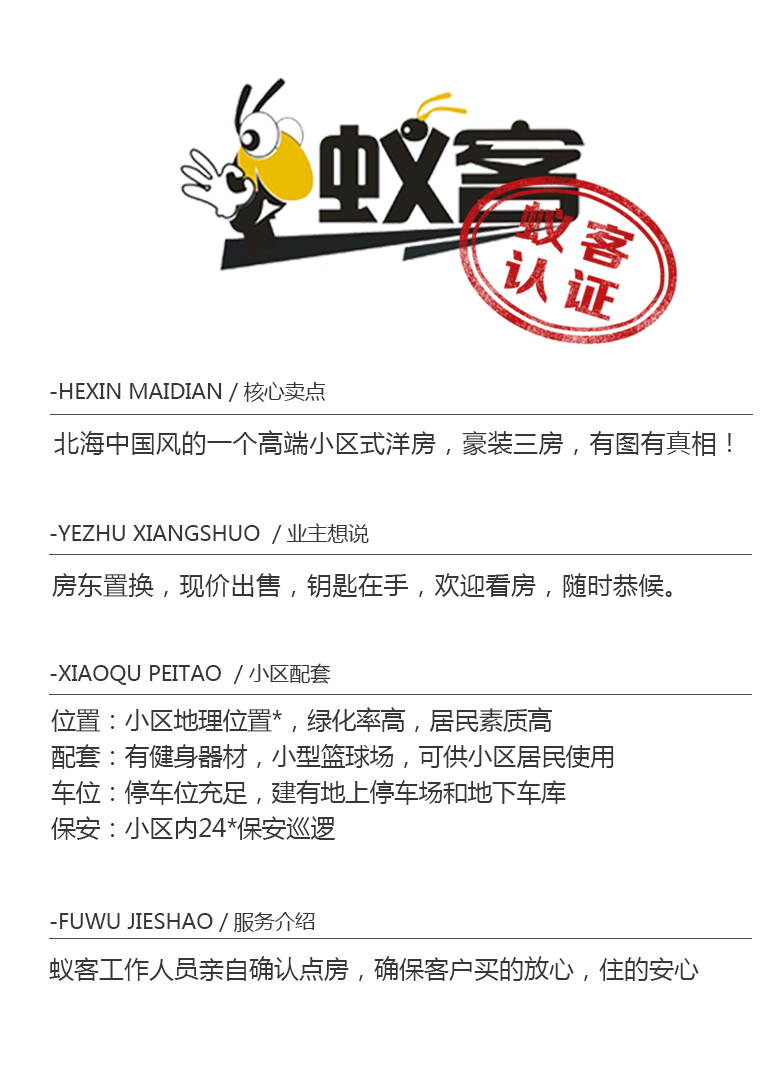 蚁客
蚁客
认证
-HEXIN MAIDIAN / 核心卖点
北海中国风的一个高端小区式洋房，豪装三房，有图有真相！
-YEZHU XIANGSHUO / 业主想说
房东置换，现价出售，钥匙在手，欢迎看房，随时恭候。
-XIAOQU PEITAO / 小区配套
位置：小区地理位置*，绿化率高，居民素质高
配套：有健身器材，小型篮球场，可供小区居民使用
车位：停车位充足，建有地上停车场和地下车库
保安：小区内24*保安巡逻
-FUWU JIESHAO / 服务介绍
蚁客工作人员亲自确认点房，确保客户买的放心，住的安心